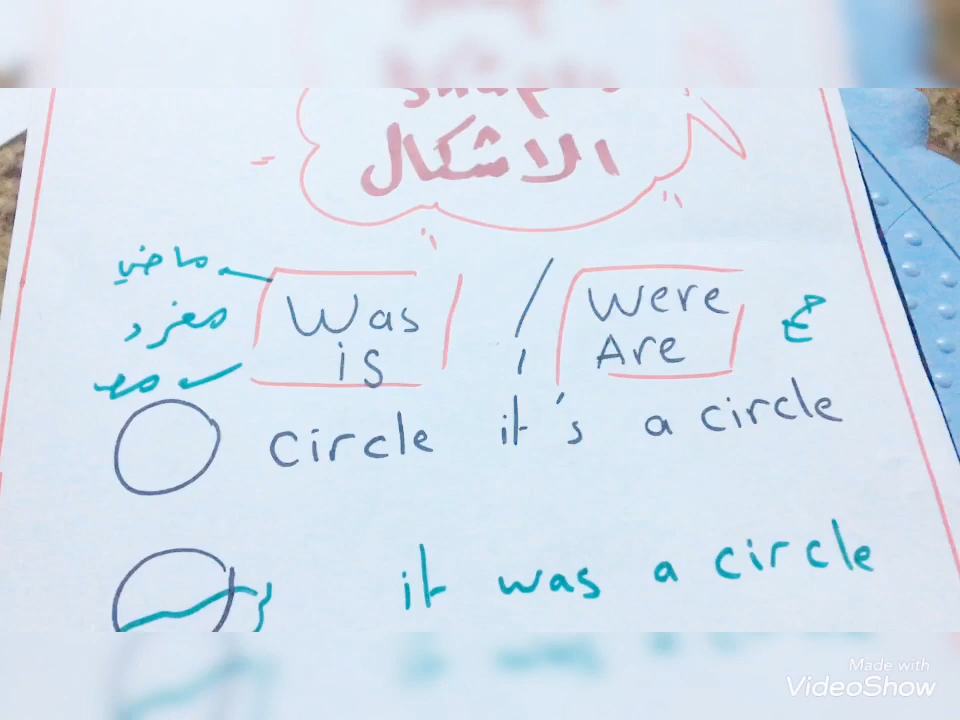 الاشكال
ماضي
Was / Were
مفرد
جمع
is / Are
circle it's a circle
it was a circle
Made with
VideoShow